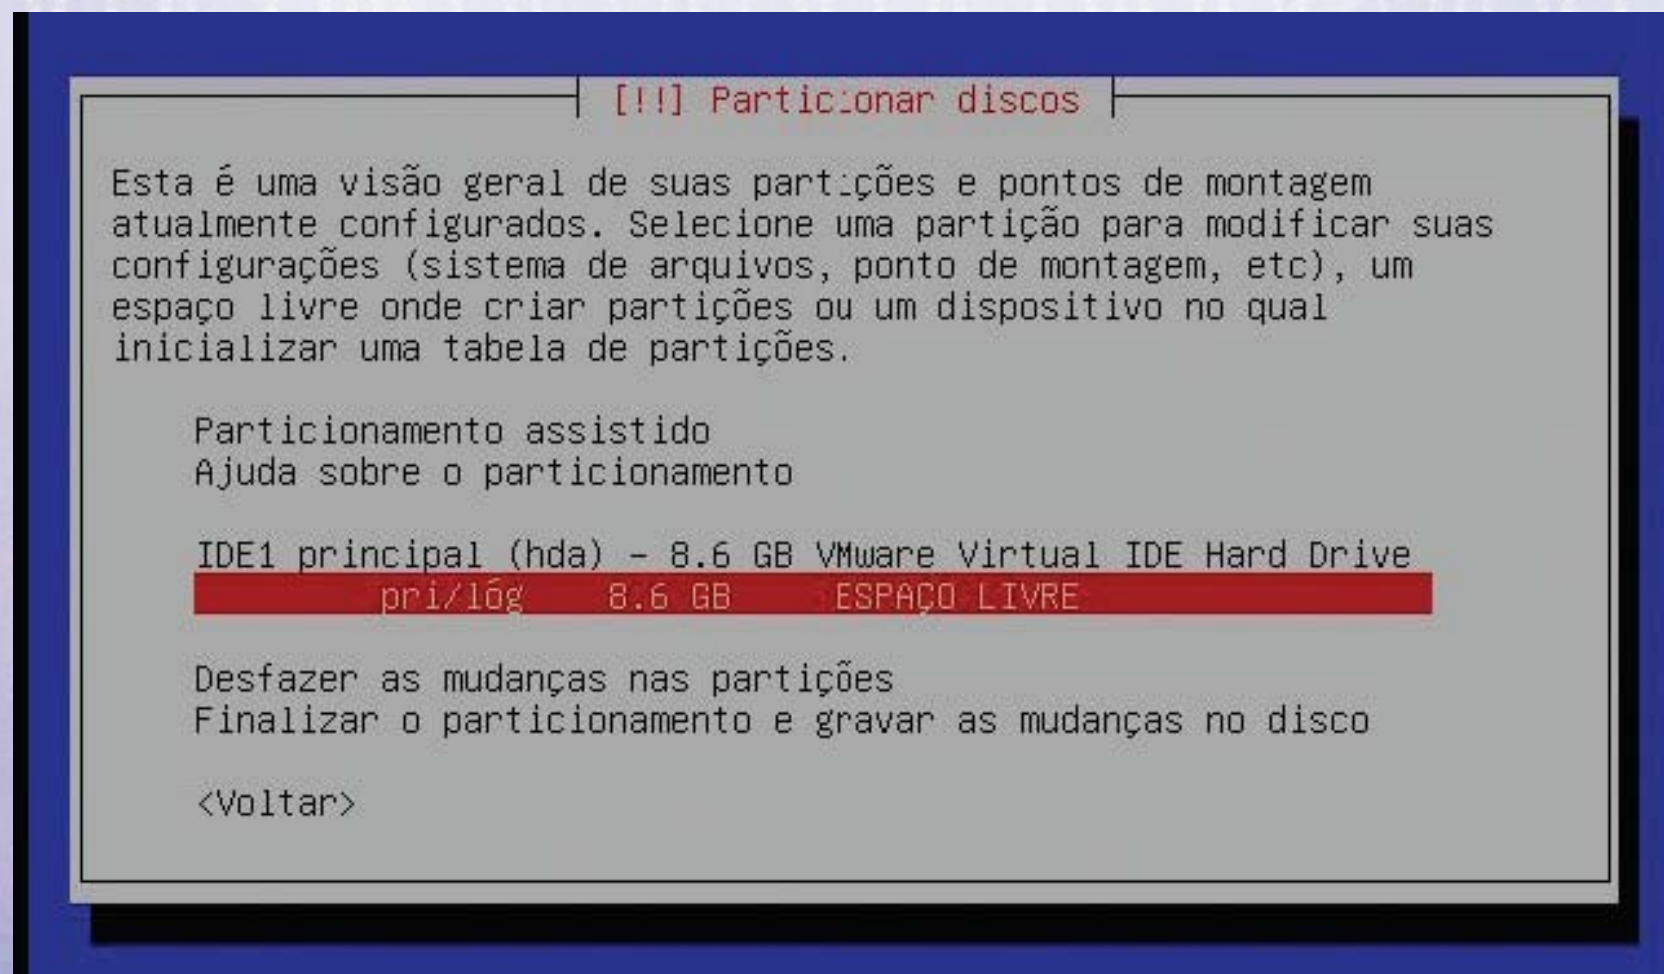 [!!] Particionar discos
Esta é uma visão geral de suas partições e pontos de montagem
atualmente configurados. Selecione uma partição para modificar suas
configurações (sistema de arquivos, ponto de montagem, etc), um
espaço livre onde criar partições ou um dispositivo no qual
inicializar uma tabela de partições.
Particionamento assistido
Ajuda sobre o particionamento
IDE1 principal (hda) - 8.6 GB VMware Virtual IDE Hard Drive
pri/lóg 8.6 GB ESPAÇO LIVRE
Desfazer as mudanças nas partições
Finalizar o particionamento e gravar as mudanças no disco
<Voltar>